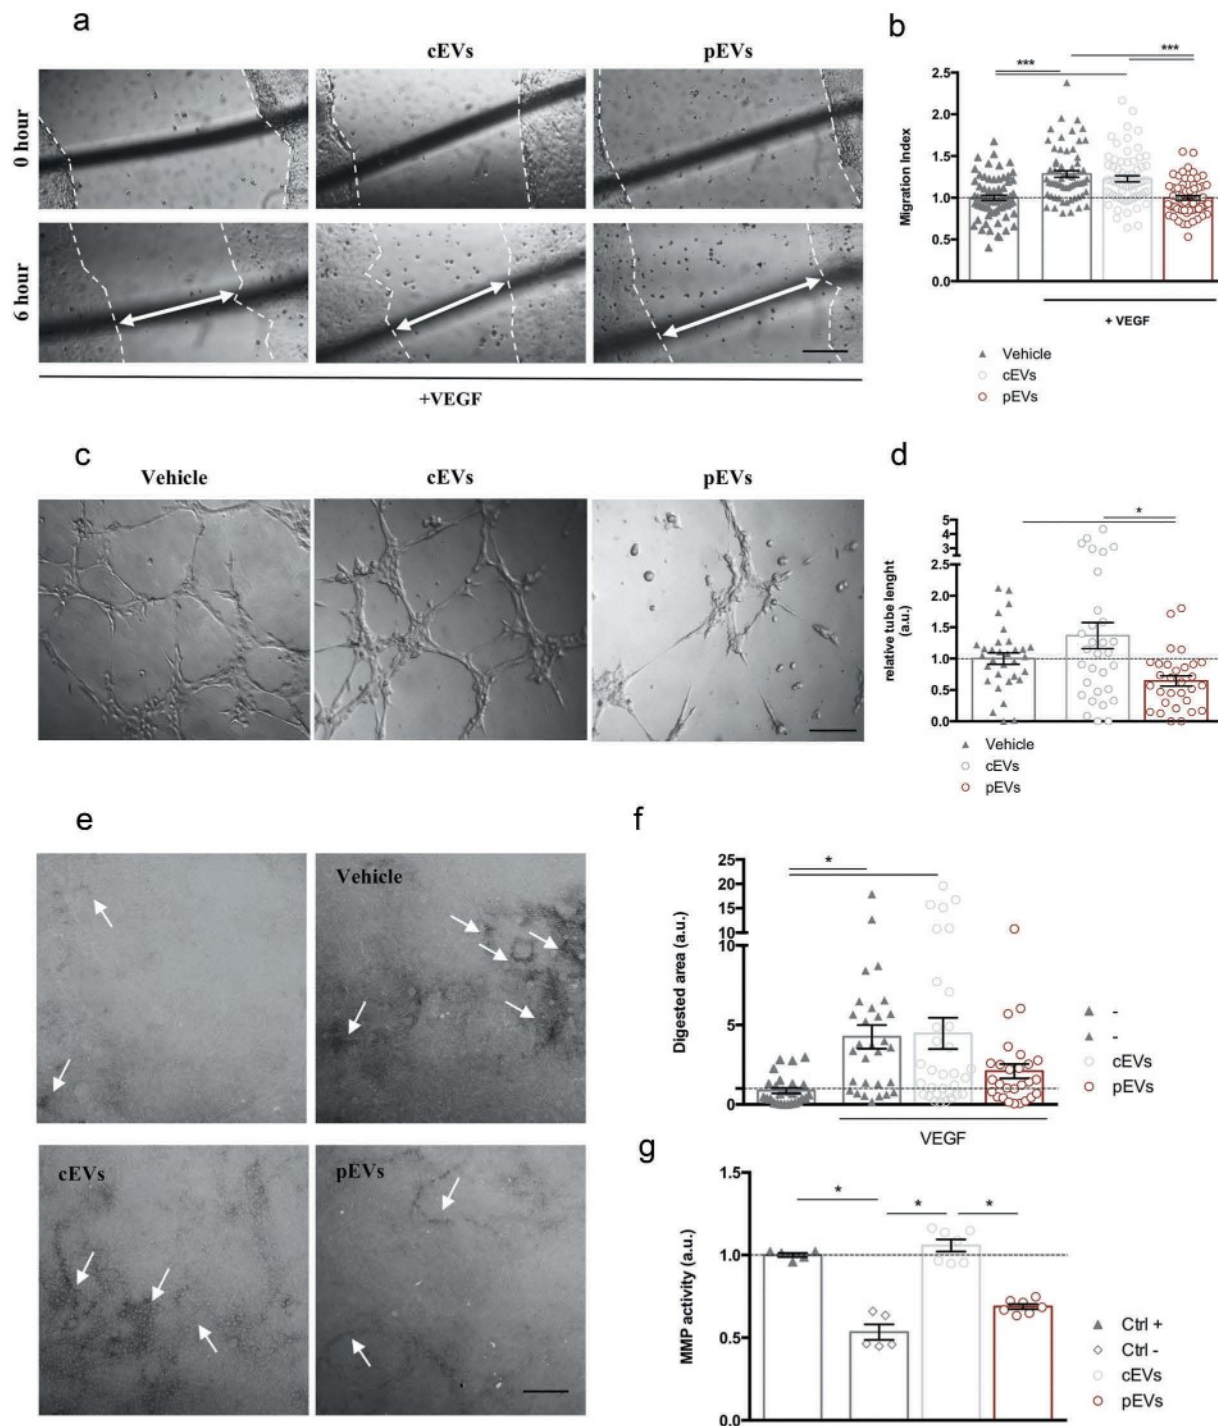 a
cEVs
pEVs
0 hour
6 hour
+VEGF
b
***
***
2.5
2.0
1.5
1.0
0.5
0.0
Migration Index
+ VEGF
Vehicle
cEVs
pEVs
c
Vehicle
cEVs
pEVs
d
*
5
4
3
2.5
2.0
1.5
1.0
0.5
0.0
relative tube lenght
(a.u.)
Vehicle
cEVs
pEVs
e
Vehicle
cEVs
pEVs
f
*
25
20
15
10
10
5
0
Digested area (a.u.)
VEGF
-
-
cEVs
pEVs
g
*
*
*
1.5
1.0
0.5
0.0
MMP activity (a.u.)
Ctrl +
Ctrl -
cEVs
pEVs